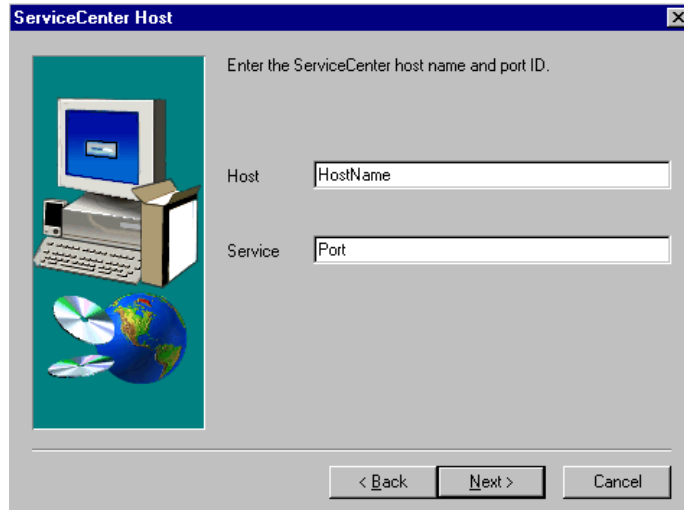 ServiceCenter Host
Enter the ServiceCenter host name and port ID.
Host HostName
Service Port
< Back Next > Cancel